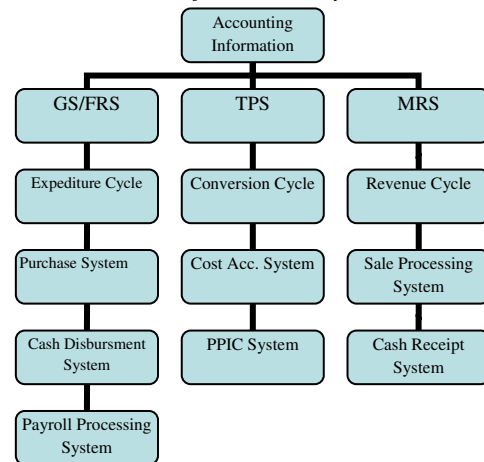 Accounting
Information
GS/FRS
TPS
MRS
Expediture Cycle
Conversion Cycle
Revenue Cycle
Purchase System
Cost Acc. System
Sale Processing
System
Cash Disbursment
System
PPIC System
Cash Receipt
System
Payroll Processing
System